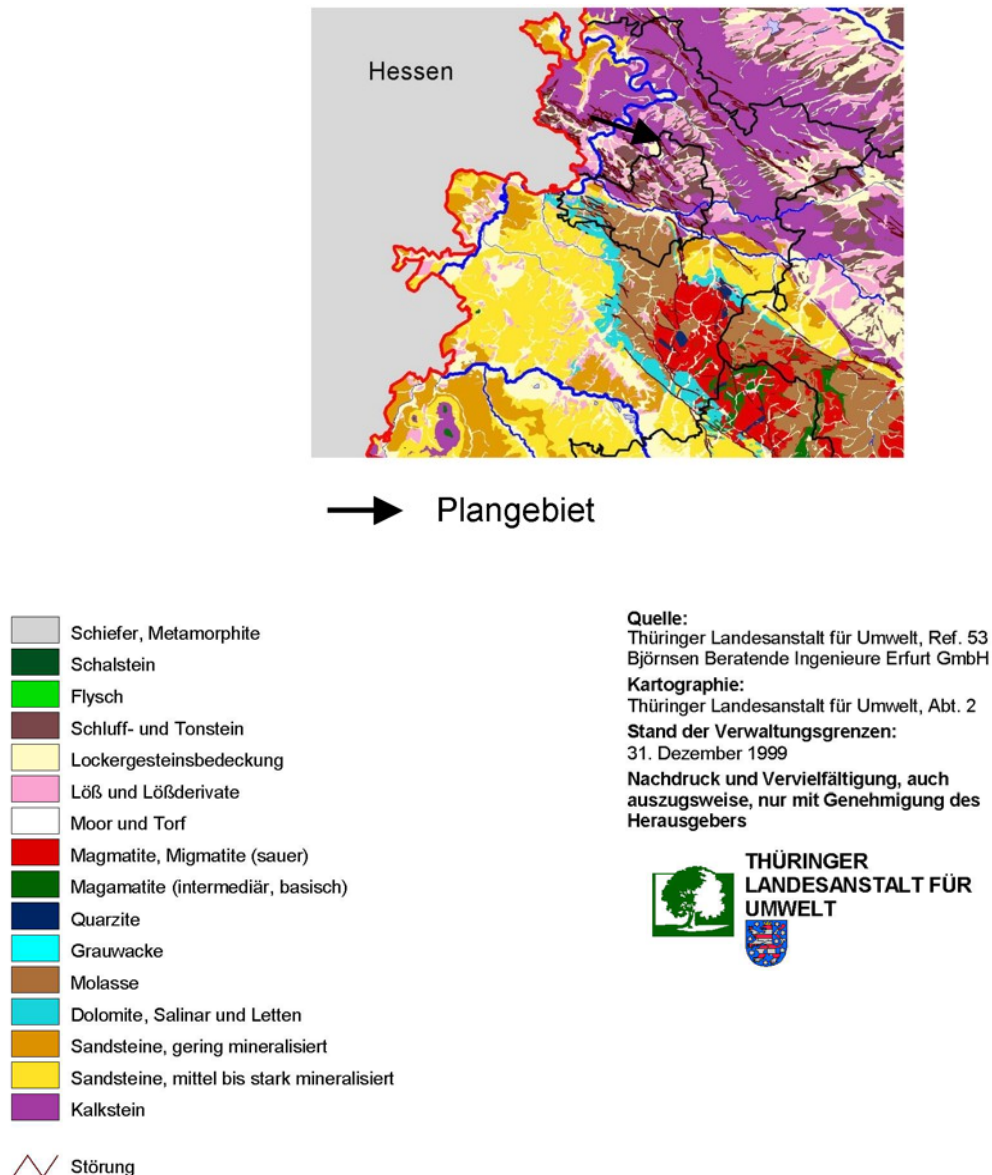 Hessen
Plangebiet
Schiefer, Metamorphite
Schalstein
Flysch
Schluff- und Tonstein
Lockergesteinsbedeckung
Löß und Lößderivate
Moor und Torf
Magmatite, Migmatite (sauer)
Magamatite (intermediär, basisch)
Quarzite
Grauwacke
Molasse
Dolomite, Salinar und Letten
Sandsteine, gering mineralisiert
Sandsteine, mittel bis stark mineralisiert
Kalkstein
Störung
Quelle:
Thüringer Landesanstalt für Umwelt, Ref. 53
Björnsen Beratende Ingenieure Erfurt GmbH
Kartographie:
Thüringer Landesanstalt für Umwelt, Abt. 2
Stand der Verwaltungsgrenzen:
31. Dezember 1999
Nachdruck und Vervielfältigung, auch
auszugsweise, nur mit Genehmigung des
Herausgebers
THÜRINGER
LANDESANSTALT FÜR
UMWELT